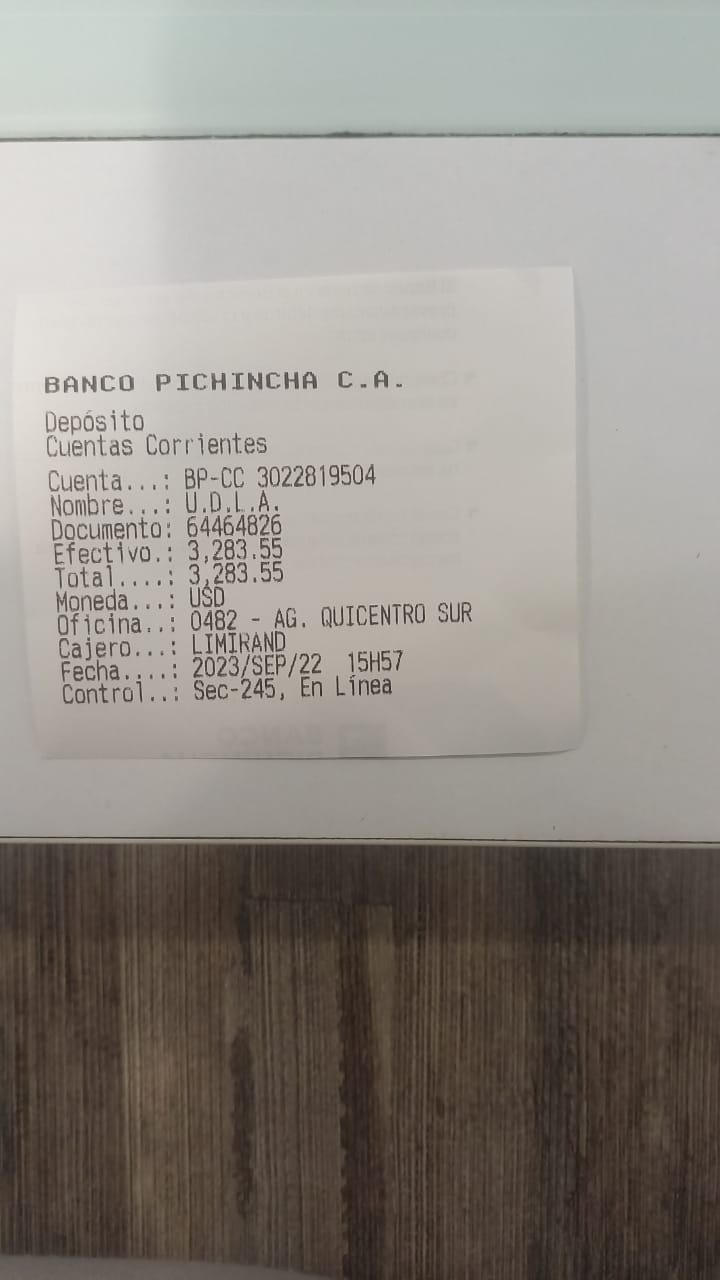 BANCO PICHINCHA C.A.
Depósito
Cuentas Corrientes
Cuenta...: BP-CC 3022819504
Nombre...: U.D.L.A.
Documento: 64464826
Efectivo.: 3,283.55
Total....: 3,283.55
Moneda...: USD
Oficina..: 0482 - AG. QUICENTRO SUR
Cajero...: LIMIRAND
Fecha....: 2023/SEP/22 15H57
Control..: Sec-245, En Línea